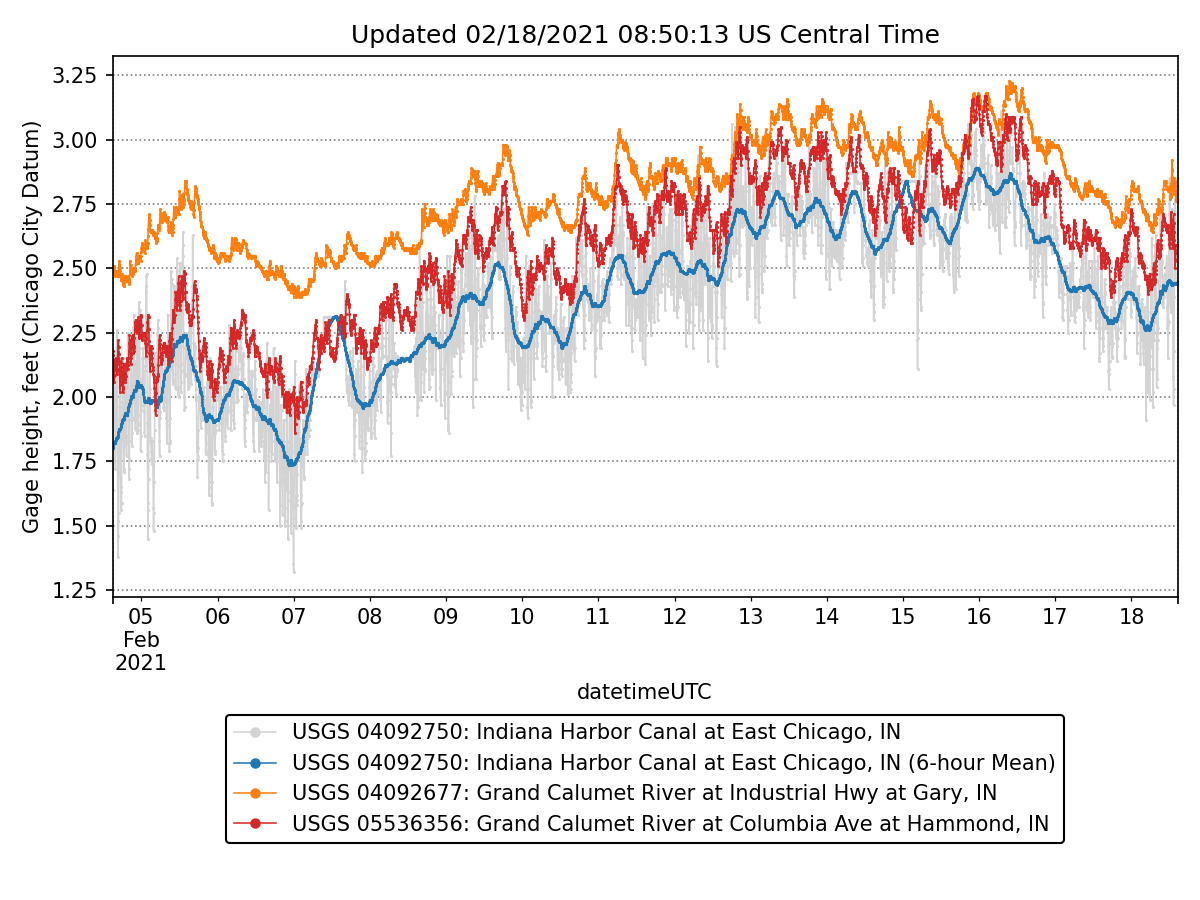 Updated 02/18/2021 08:50:13 US Central Time
Gage height, feet (Chicago City Datum)
3.25
3.00
2.75
2.50
2.25
2.00
1.75
1.50
1.25
05 06 07 08 09 10 11 12 13 14 15 16 17 18
Feb
2021
datetimeUTC
USGS 04092750: Indiana Harbor Canal at East Chicago, IN
USGS 04092750: Indiana Harbor Canal at East Chicago, IN (6-hour Mean)
USGS 04092677: Grand Calumet River at Industrial Hwy at Gary, IN
USGS 05536356: Grand Calumet River at Columbia Ave at Hammond, IN